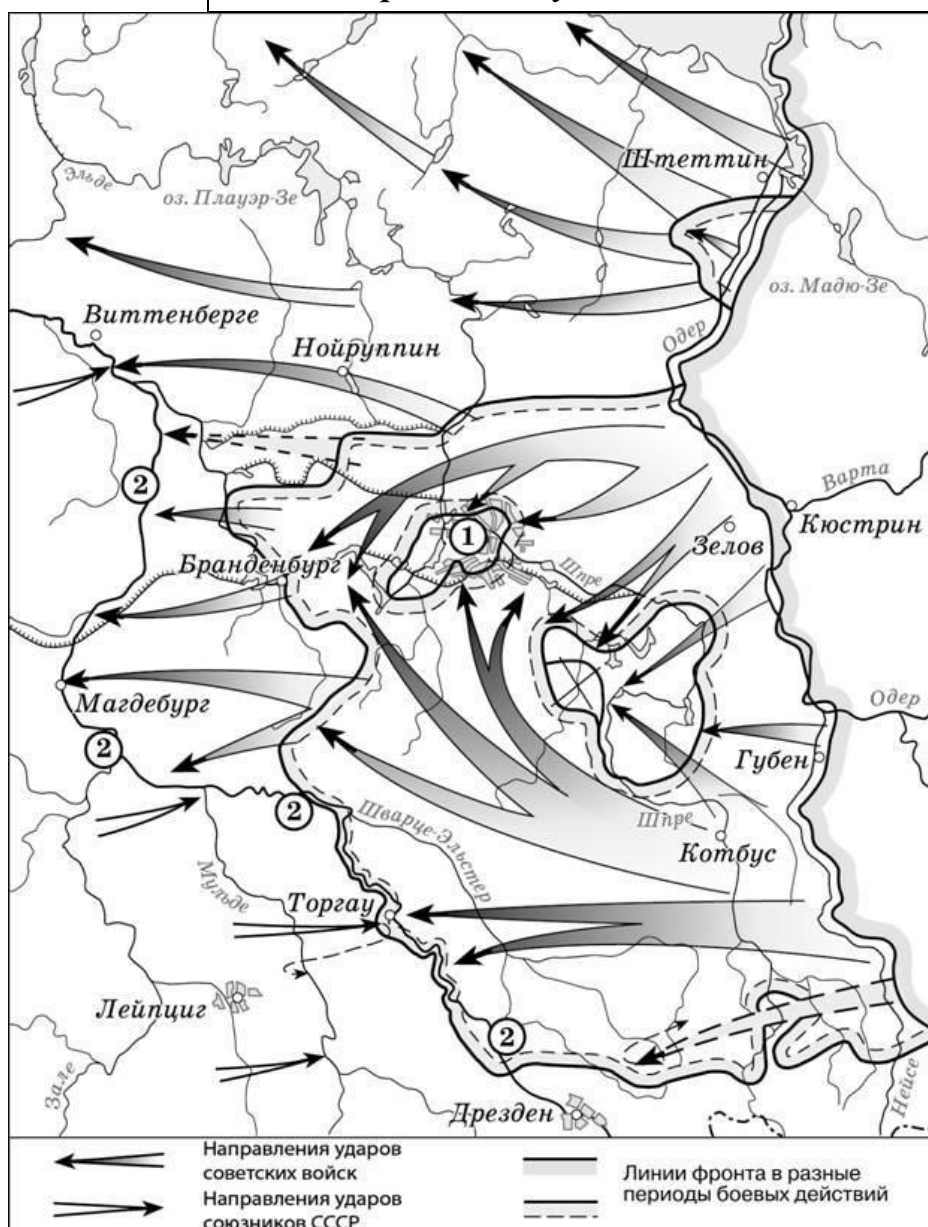 Штеттин
Эльде
оз. Плауэр-Зе
оз. Мадю-Зе
Виттенберге
Нойруппин
Одер
2
Варта
Кюстрин
1
Зелов
Бранденбург
Шпре
Магдебург
Одер
2
Губен
2
Шварце-Эльстер
Шпре
Котбус
Мульде
Торгау
Лейпциг
2
Зале
Дрезден
Нейсе
Направления ударов
советских войск
Направления ударов
союзников СССР
Линии фронта в разные
периоды боевых действий